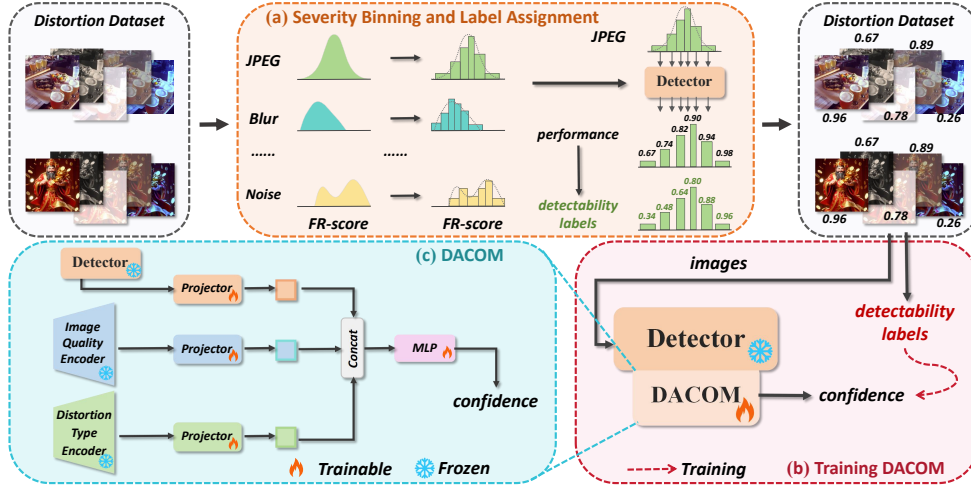 Distortion Dataset
0.96
0.78
(a) Severity Binning and Label Assignment
JPEG
Blur
......
......
Noise
FR-score
FR-score
JPEG
Detector
performance
0.67
0.74
0.82
0.90
0.94
0.98
detectability
labels
0.34
0.48
0.64
0.80
0.88
0.96
Distortion Dataset
0.67
0.89
0.96
0.78
0.26
0.67
0.89
0.96
0.78
0.26
(c) DACOM
Detector
Projector
Image
Quality
Encoder
Projector
Concat
MLP
confidence
Distortion
Type
Encoder
Projector
Trainable
Frozen
images
detectability
labels
Detector
DACOM
confidence
Training
(b) Training DACOM